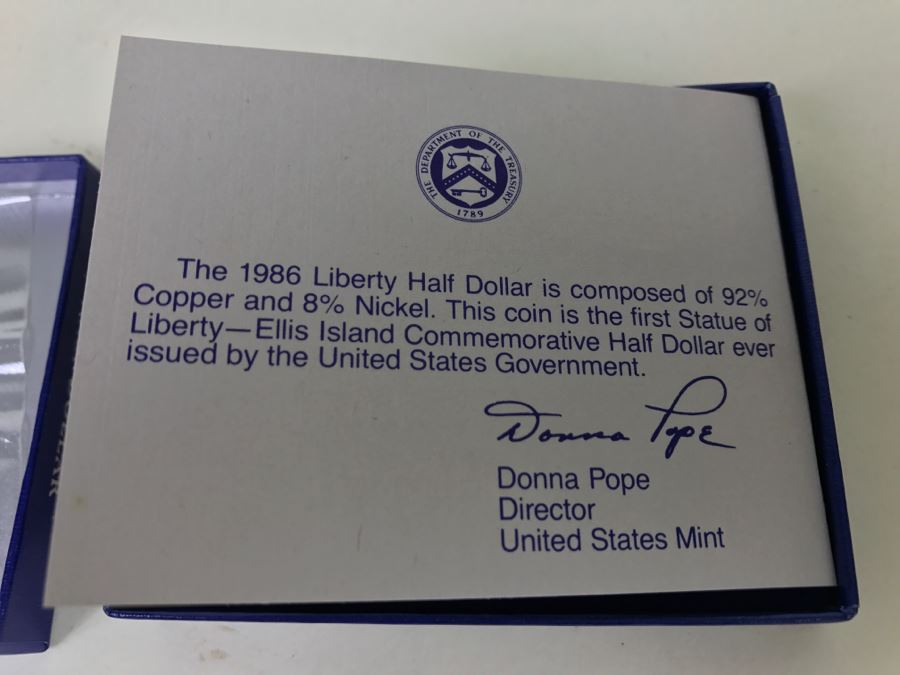 THE DEPARTMENT OF THE TREASURY
1789
The 1986 Liberty Half Dollar is composed of 92%
Copper and 8% Nickel. This coin is the first Statue of
Liberty—Ellis Island Commemorative Half Dollar ever
issued by the United States Government.
Donna Pope
Donna Pope
Director
United States Mint